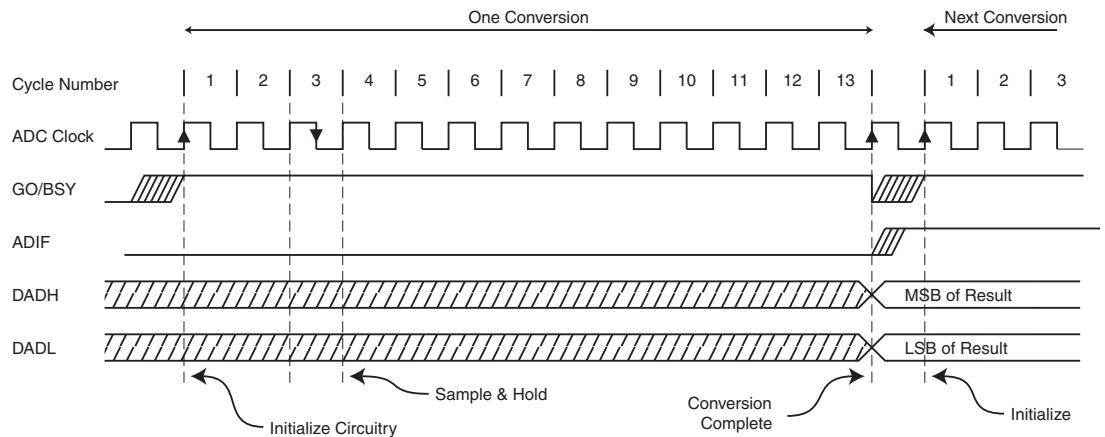 One Conversion Next Conversion
Cycle Number 1 2 3 4 5 6 7 8 9 10 11 12 13 1 2 3
ADC Clock
GO/BSY
ADIF
DADH MSB of Result
DADL LSB of Result
Initialize Circuitry
Sample & Hold
Conversion
Complete
Initialize